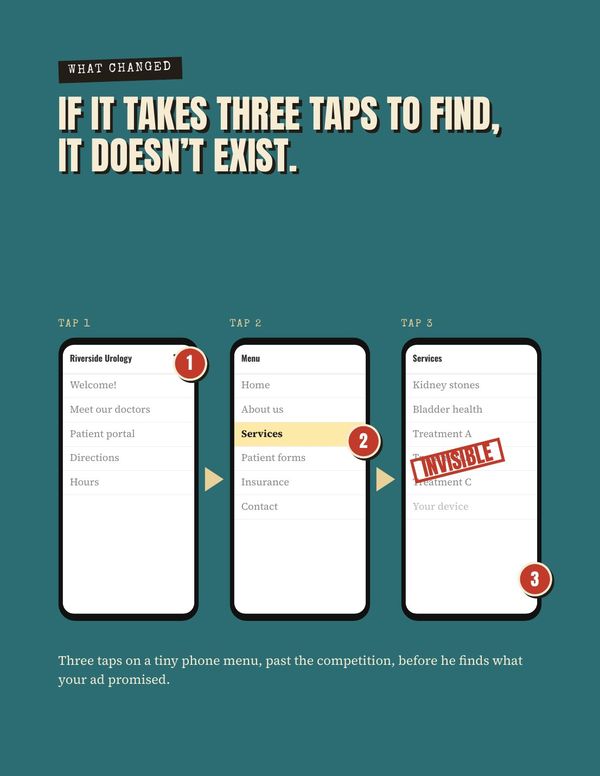 WHAT CHANGED
IF IT TAKES THREE TAPS TO FIND,
IT DOESN'T EXIST.
TAP 1
TAP 2
TAP 3
Riverside Urology
1
Welcome!
Meet our doctors
Patient portal
Directions
Hours
Menu
Home
About us
Services
2
Patient forms
Insurance
Contact
Services
Kidney stones
Bladder health
Treatment A
INVISIBLE
Treatment C
Your device
3
Three taps on a tiny phone menu, past the competition, before he finds what
your ad promised.